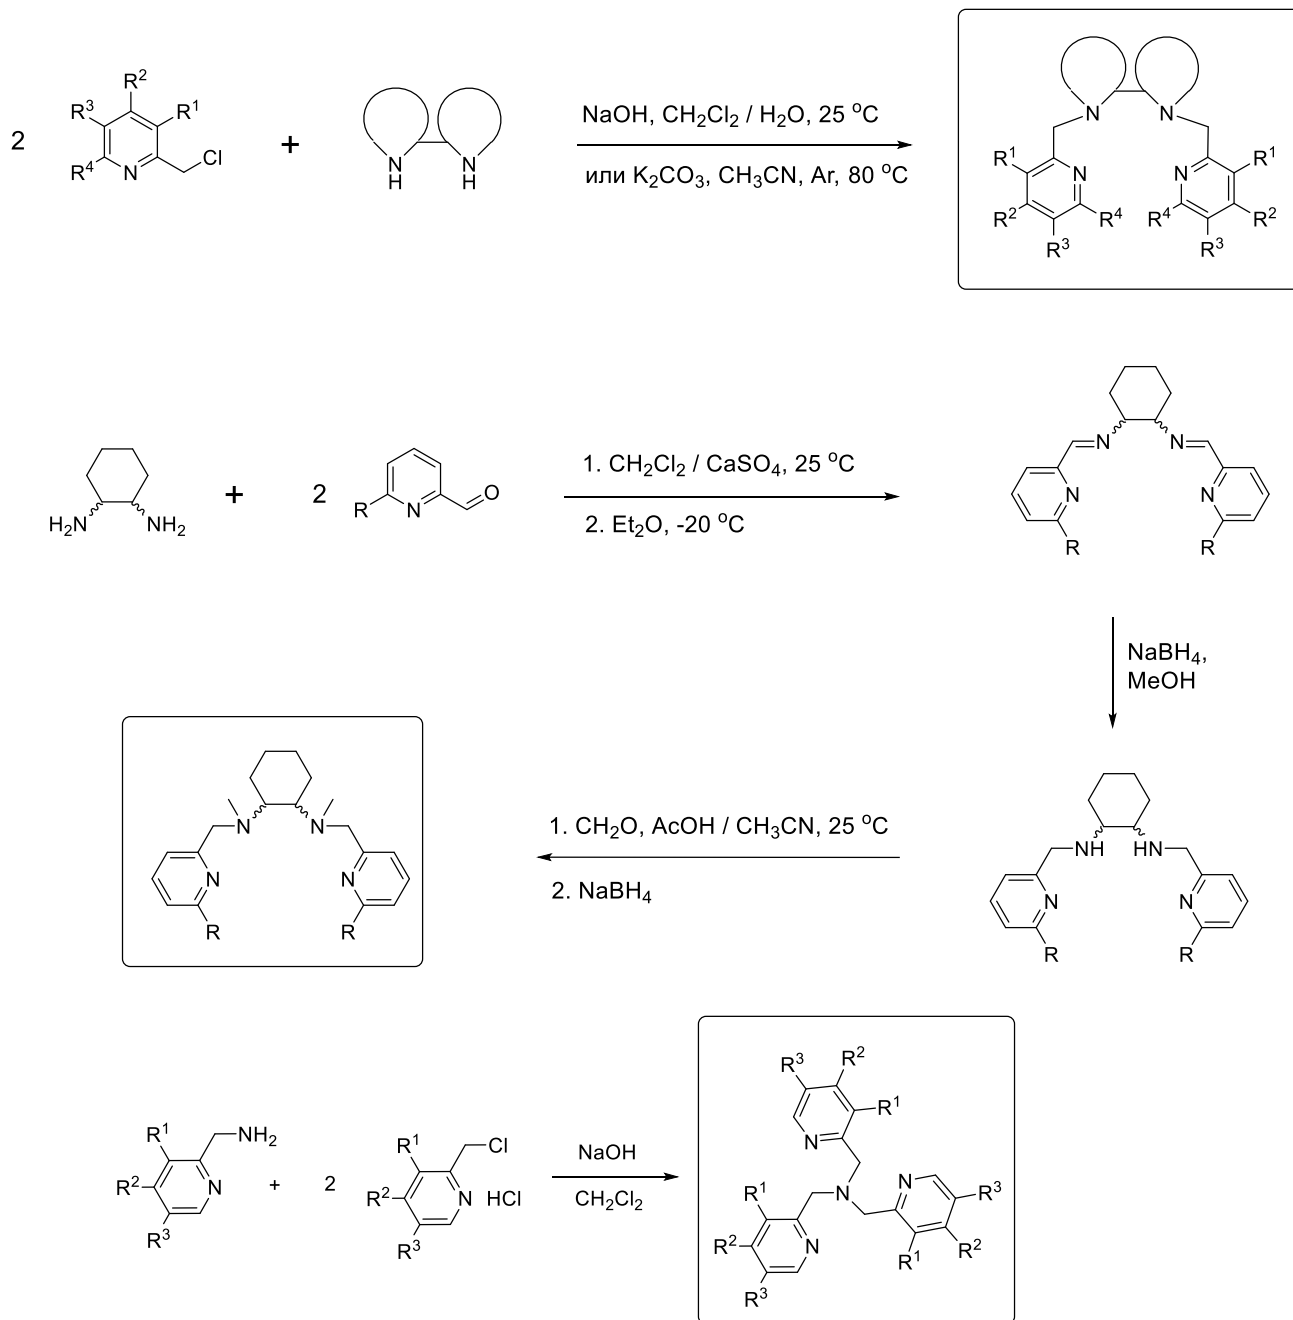 2
R²
R³
R¹
R⁴
N
Cl
+
N
H
N
H
NaOH, CH₂Cl₂ / H₂O, 25 °C
или K₂CO₃, CH₃CN, Ar, 80 °C
N
N
R¹
N
R²
R⁴
R³
N
R¹
R⁴
R²
R³
H₂N
NH₂
+
2
R
N
O
1. CH₂Cl₂ / CaSO₄, 25 °C
2. Et₂O, -20 °C
N
N
N
N
R
R
NaBH₄,
MeOH
N
N
N
N
R
R
1. CH₂O, AcOH / CH₃CN, 25 °C
2. NaBH₄
NH
HN
N
N
R
R
R¹
NH₂
R²
N
R³
+
2
R¹
Cl
R²
N
HCl
R³
NaOH
CH₂Cl₂
R³
R²
R¹
N
R¹
N
N
R³
R²
N
R¹
R²
R³